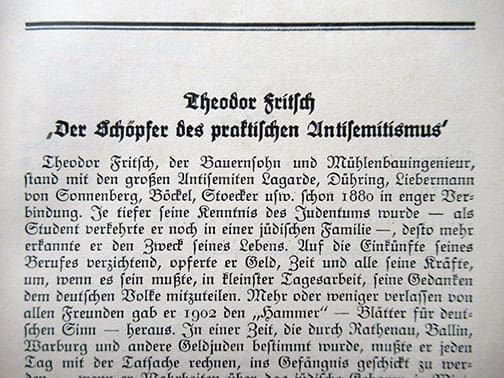 Theodor Fritsch
‚Der Schöpfer des praktischen Antisemitismus‘
Theodor Fritsch, der Bauernsohn und Mühlenbauingenieur,
stand mit den großen Antisemiten Lagarde, Dühring, Liebermann
von Sonnenberg, Böckel, Stoecker usw. schon 1880 in enger Ver-
bindung. Je tiefer seine Kenntnis des Judentums wurde — als
Student verkehrte er noch in einer jüdischen Familie —, desto mehr
erkannte er den Zweck seines Lebens. Auf die Einkünfte seines
Berufes verzichtend, opferte er Geld, Zeit und alle seine Kräfte,
um, wenn es sein mußte, in kleinster Tagesarbeit, seine Gedanken
dem deutschen Volke mitzuteilen. Mehr oder weniger verlassen von
allen Freunden gab er 1902 den „Hammer“ — Blätter für deut-
schen Sinn — heraus. In einer Zeit, die durch Rathenau, Ballin,
Warburg und andere Geldjuden bestimmt wurde, mußte er jeden
Tag mit der Tatsache rechnen, ins Gefängnis geschickt zu wer-